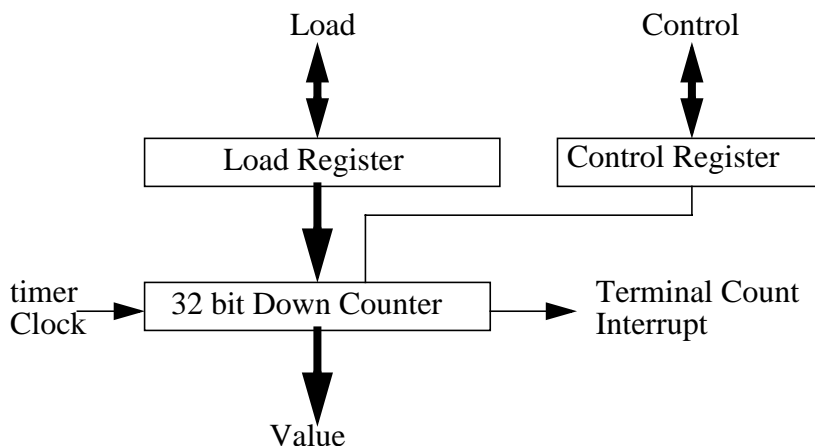 Load
Control
Load Register
Control Register
timer
Clock
32 bit Down Counter
Terminal Count
Interrupt
Value